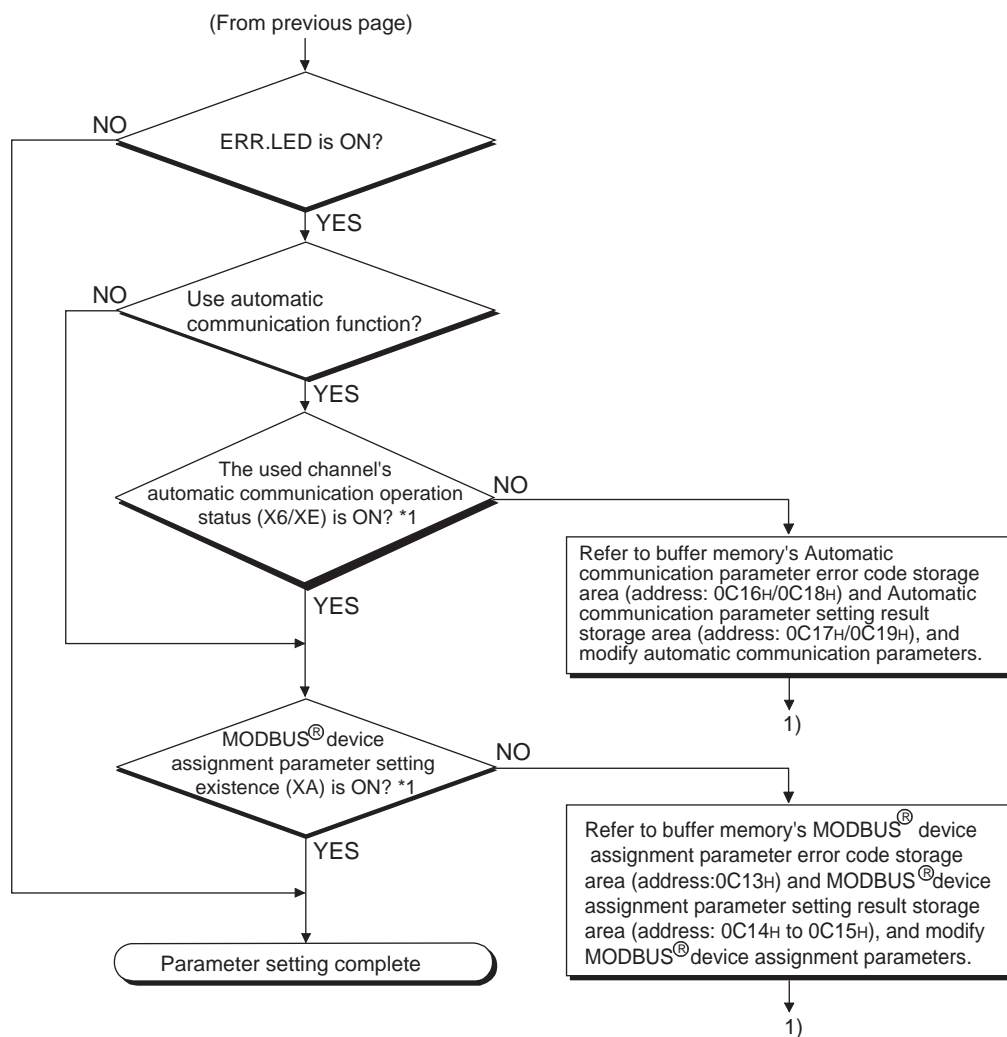 (From previous page)
NO
ERR.LED is ON?
YES
NO
Use automatic
communication function?
YES
The used channel's
automatic communication operation
status (X6/XE) is ON? *1
NO
YES
Refer to buffer memory's Automatic
communication parameter error code storage
area (address: 0C16H/0C18H) and Automatic
communication parameter setting result
storage area (address: 0C17H/0C19H), and
modify automatic communication parameters.
1)
MODBUS® device
assignment parameter setting
existence (XA) is ON? *1
NO
YES
Refer to buffer memory's MODBUS® device
assignment parameter error code storage
area (address:0C13H) and MODBUS®device
assignment parameter setting result storage
area (address: 0C14H to 0C15H), and modify
MODBUS®device assignment parameters.
1)
Parameter setting complete